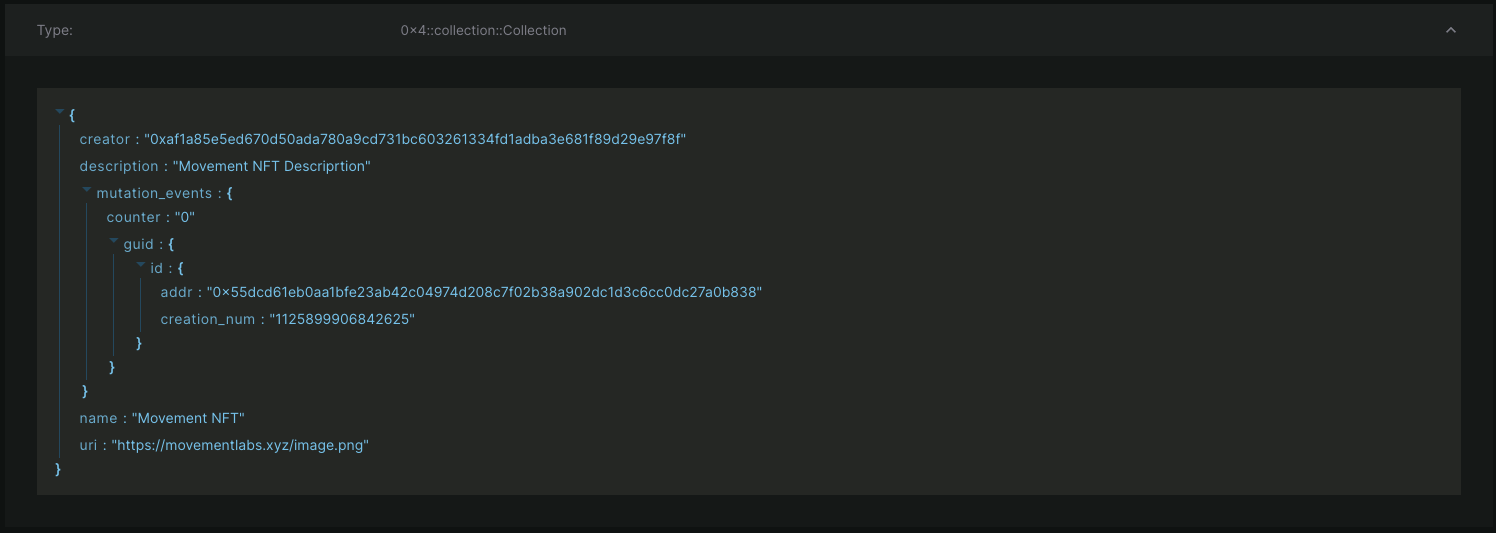 Type: 0x4::collection::Collection
{
creator : "0xaf1a85e5ed670d50ada780a9cd731bc603261334fd1adba3e681f89d29e97f8f"
description : "Movement NFT Descriprtion"
mutation_events : {
counter : "0"
guid : {
id : {
addr : "0x55dcd61eb0aa1bfe23ab42c04974d208c7f02b38a902dc1d3c6cc0dc27a0b838"
creation_num : "1125899906842625"
}
}
}
name : "Movement NFT"
uri : "https://movementlabs.xyz/image.png"
}